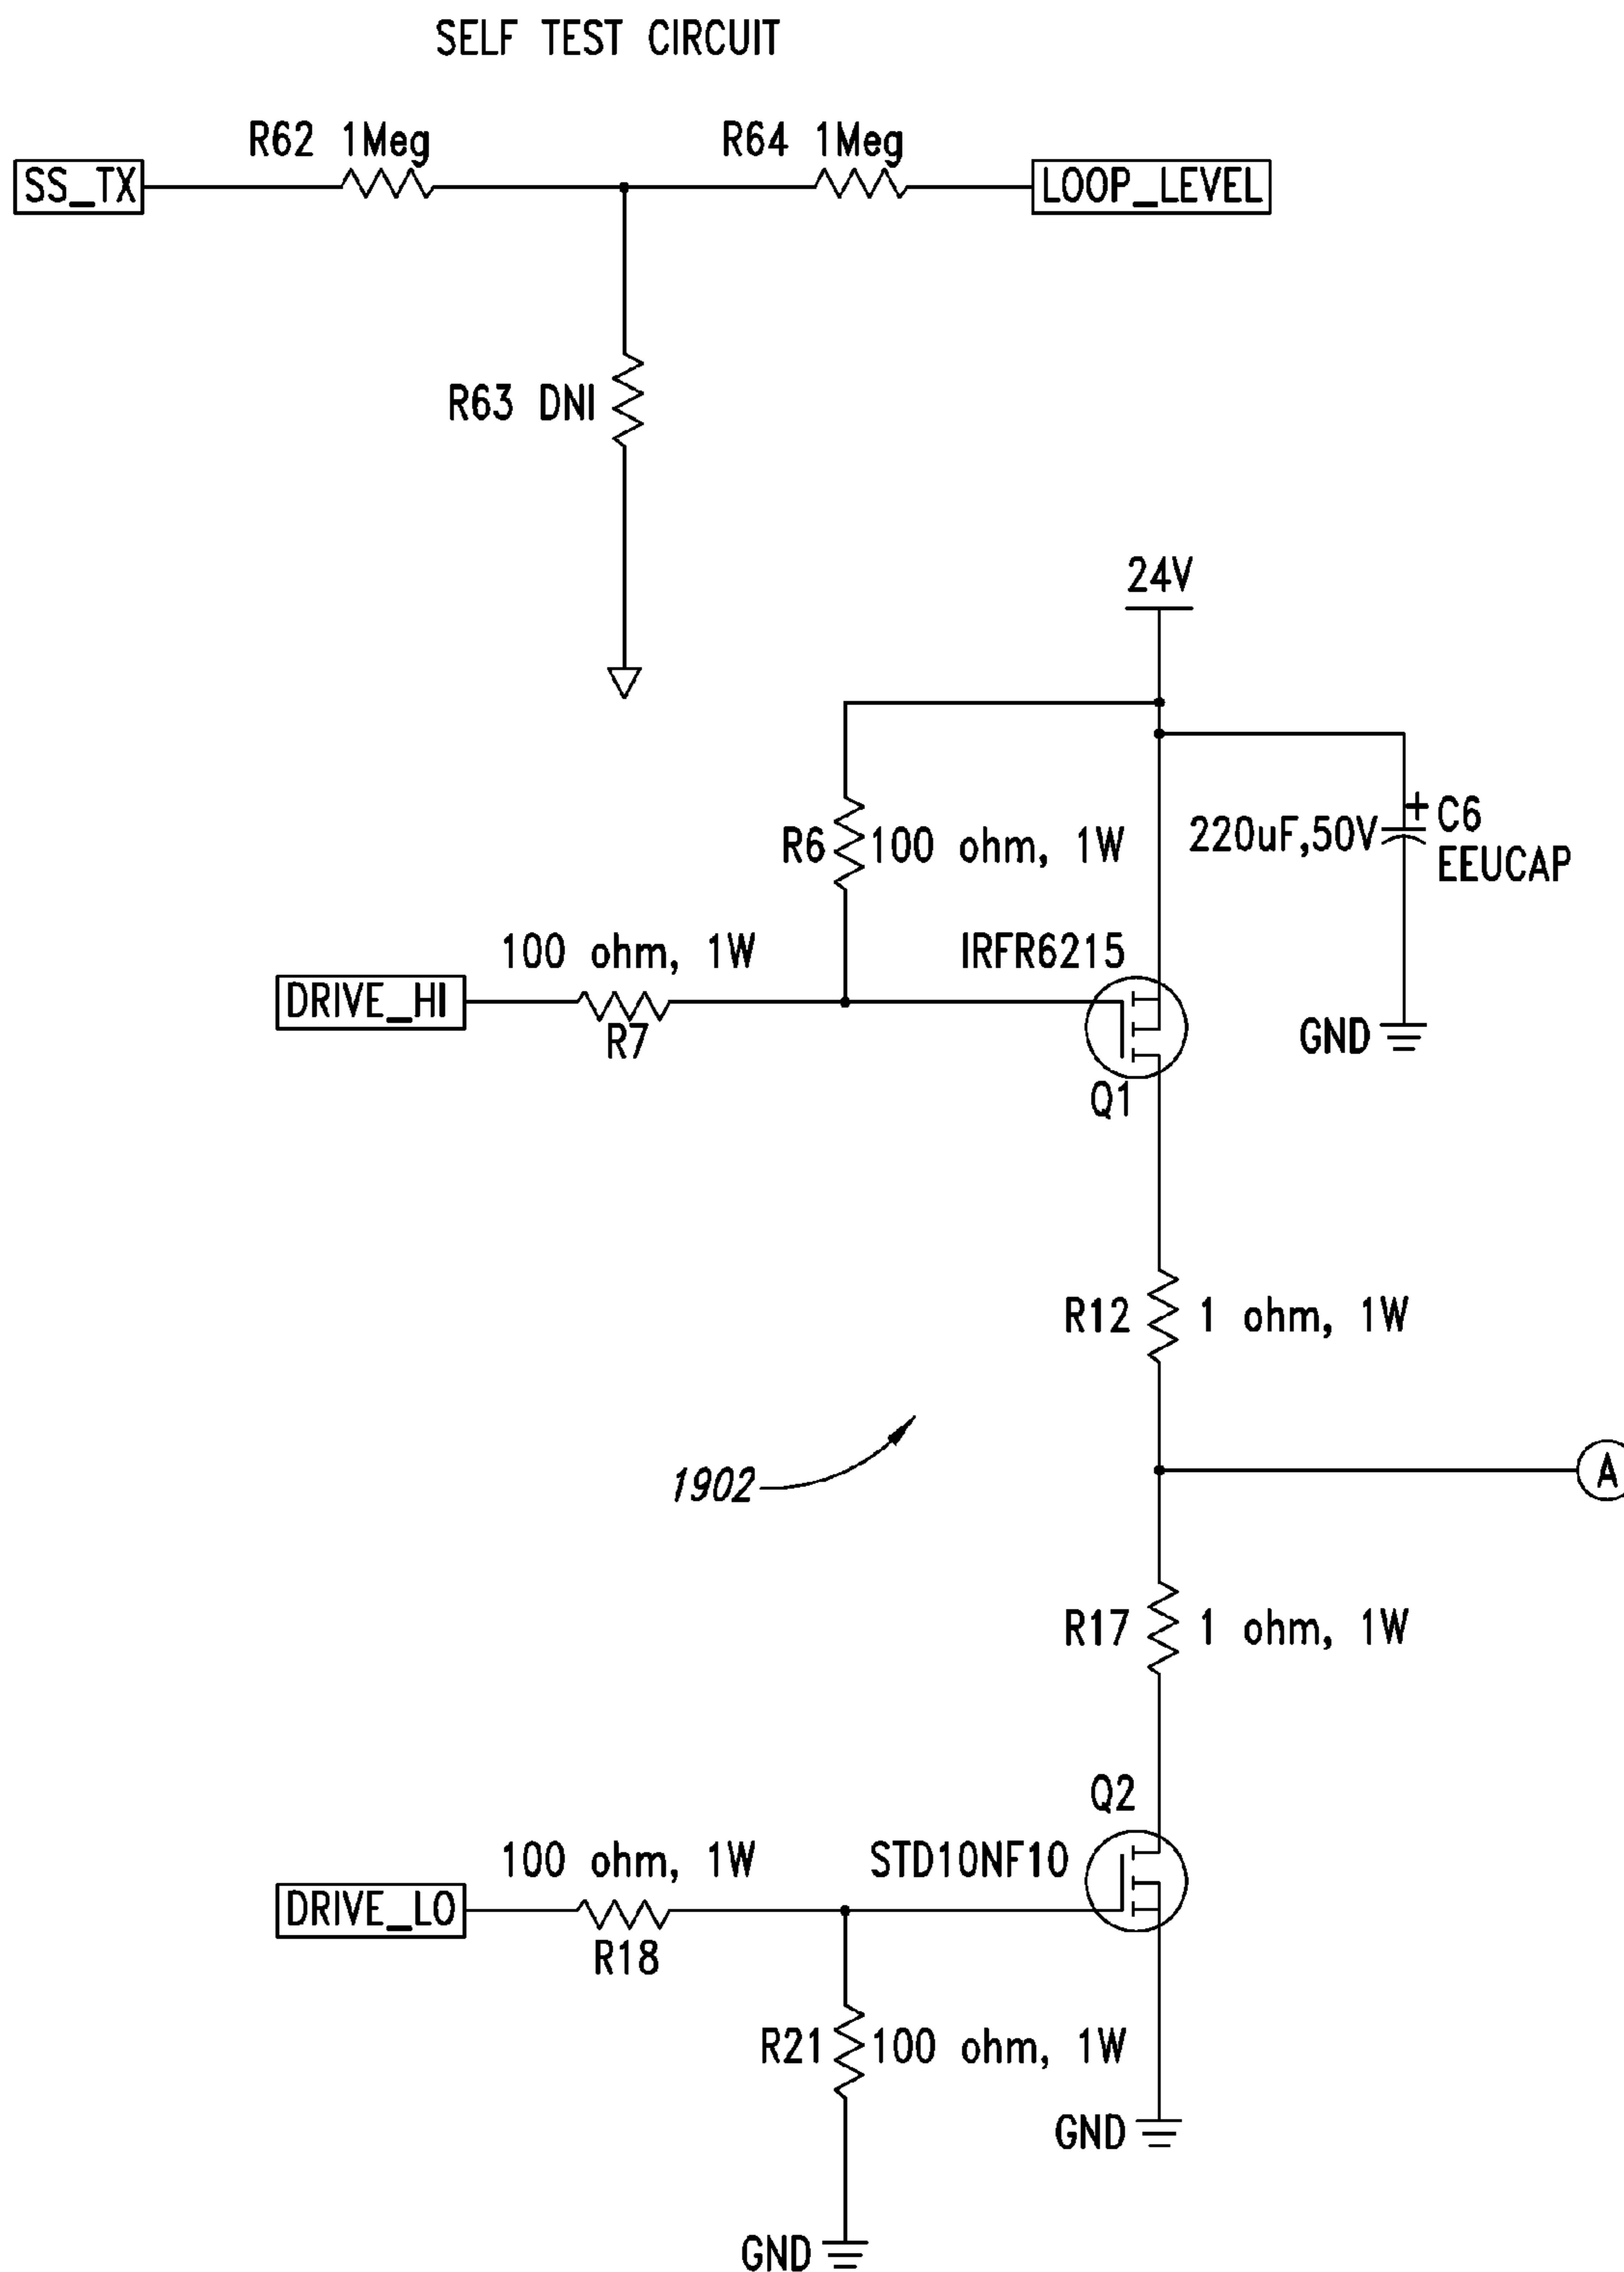 SELF TEST CIRCUIT
R62 1Meg
R64 1Meg
SS_TX
LOOP_LEVEL
R63 DNI
24V
R6
100 ohm, 1W
220uF,50V
+
C6
EEUCAP
100 ohm, 1W
IRFR6215
DRIVE_HI
R7
GND
Q1
R12
1 ohm, 1W
1902
A
R17
1 ohm, 1W
Q2
100 ohm, 1W
STD10NF10
DRIVE_LO
R18
R21
100 ohm, 1W
GND
GND